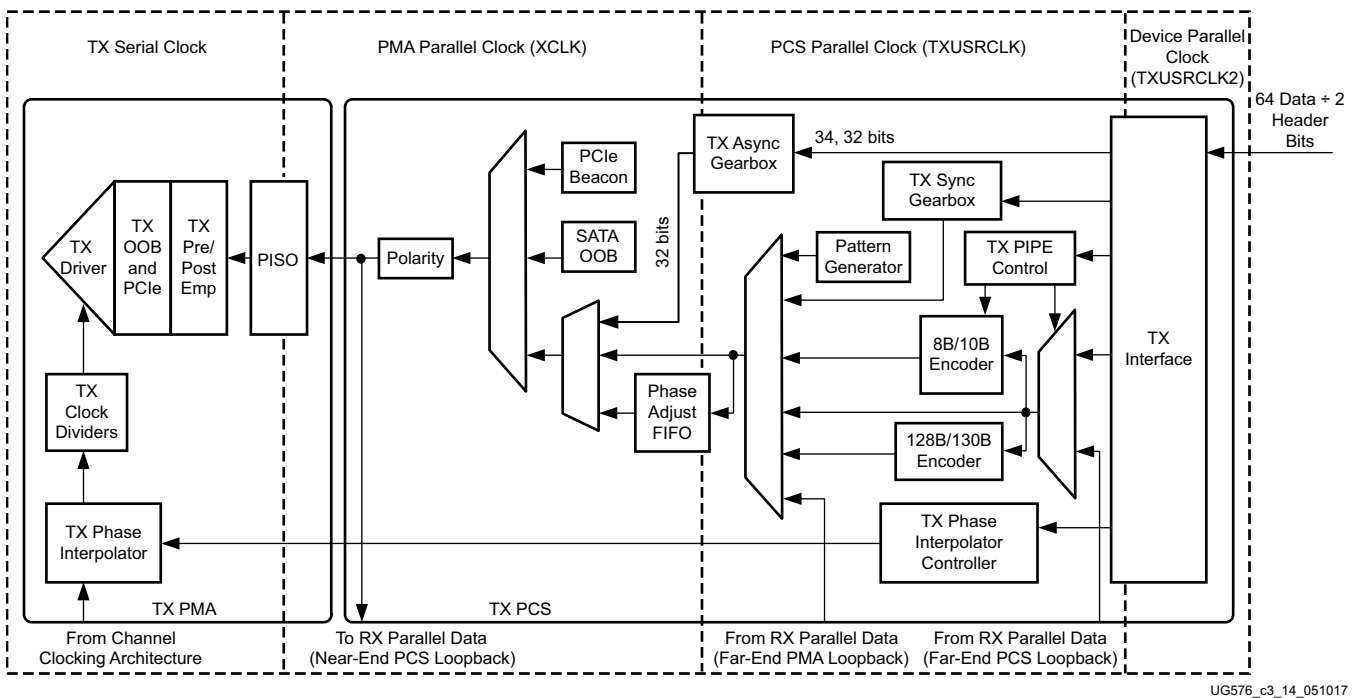 TX Serial Clock
PMA Parallel Clock (XCLK)
PCS Parallel Clock (TXUSRCLK)
Device Parallel
Clock
(TXUSRCLK2)
64 Data ÷ 2
Header
Bits
TX Async
Gearbox
34, 32 bits
PCIe
Beacon
TX Sync
Gearbox
TX
Driver
TX
OOB
and
PCIe
TX
Pre/
Post
Emp
PISO
Polarity
SATA
OOB
32 bits
Pattern
Generator
TX PIPE
Control
8B/10B
Encoder
TX
Interface
TX
Clock
Dividers
Phase
Adjust
FIFO
128B/130B
Encoder
TX Phase
Interpolator
TX Phase
Interpolator
Controller
TX PMA
TX PCS
From Channel
Clocking Architecture
To RX Parallel Data
(Near-End PCS Loopback)
From RX Parallel Data
(Far-End PMA Loopback)
From RX Parallel Data
(Far-End PCS Loopback)
UG576_c3_14_051017